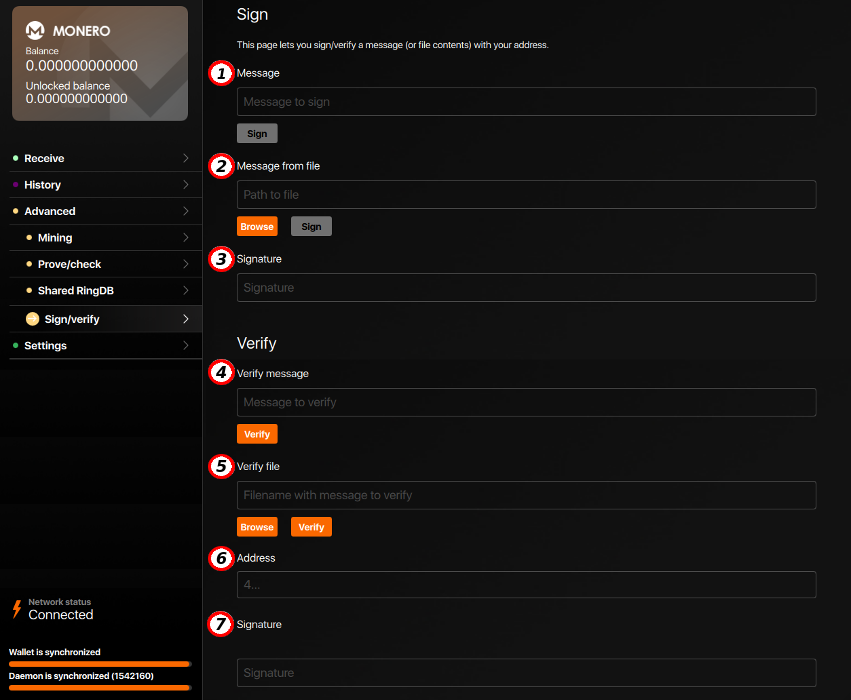 MONERO
Balance
0.000000000000
Unlocked balance
0.000000000000
Receive
History
Advanced
Mining
Prove/check
Shared RingDB
Sign/verify
Settings
Network status
Connected
Wallet is synchronized
Daemon is synchronized (1542160)
Sign
This page lets you sign/verify a message (or file contents) with your address.
1 Message
Message to sign
Sign
2 Message from file
Path to file
Browse Sign
3 Signature
Signature
Verify
4 Verify message
Message to verify
Verify
5 Verify file
Filename with message to verify
Browse Verify
6 Address
4...
7 Signature
Signature